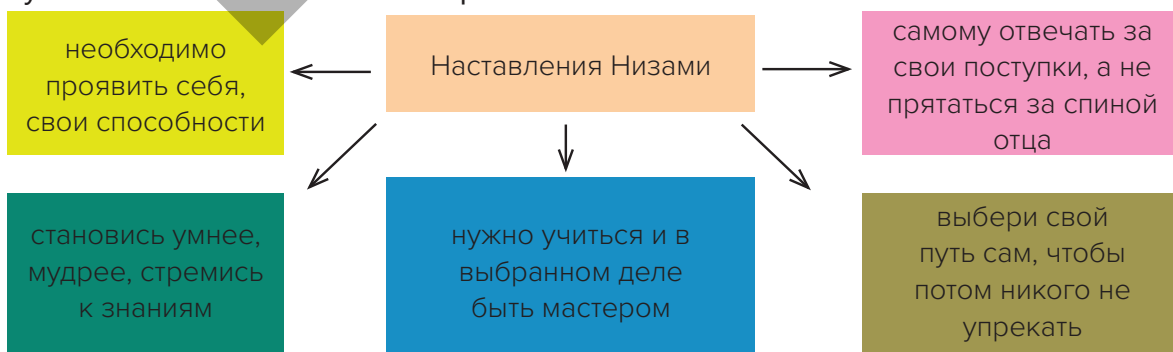 необходимо
проявить себя,
свои способности
Наставления Низами
самому отвечать за
свои поступки, а не
прятаться за спиной
отца
становись умнее,
мудрее, стремись
к знаниям
нужно учиться и в
выбранном деле
быть мастером
выбери свой
путь сам, чтобы
потом никого не
упрекать